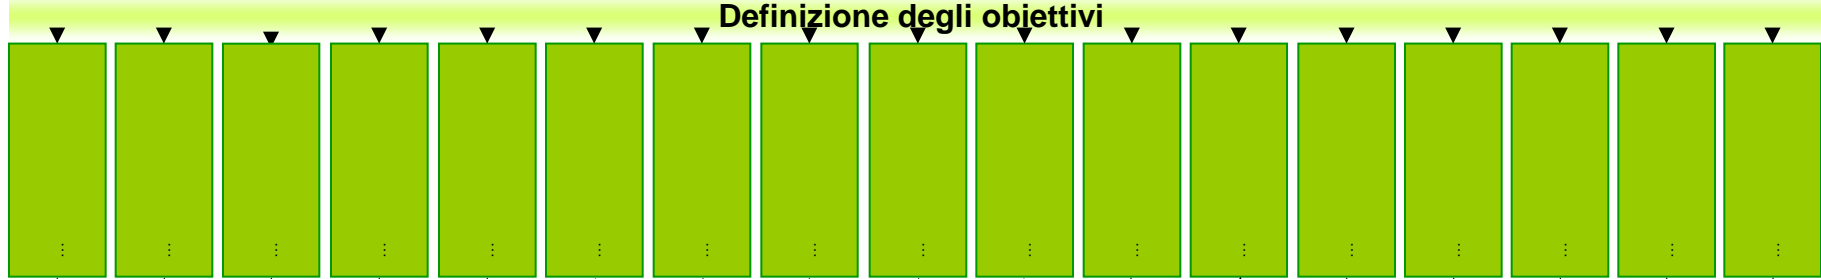 Definizione degli obiettivi
... ... ... ... ... ... ... ... ... ... ... ... ... ... ... ... ...